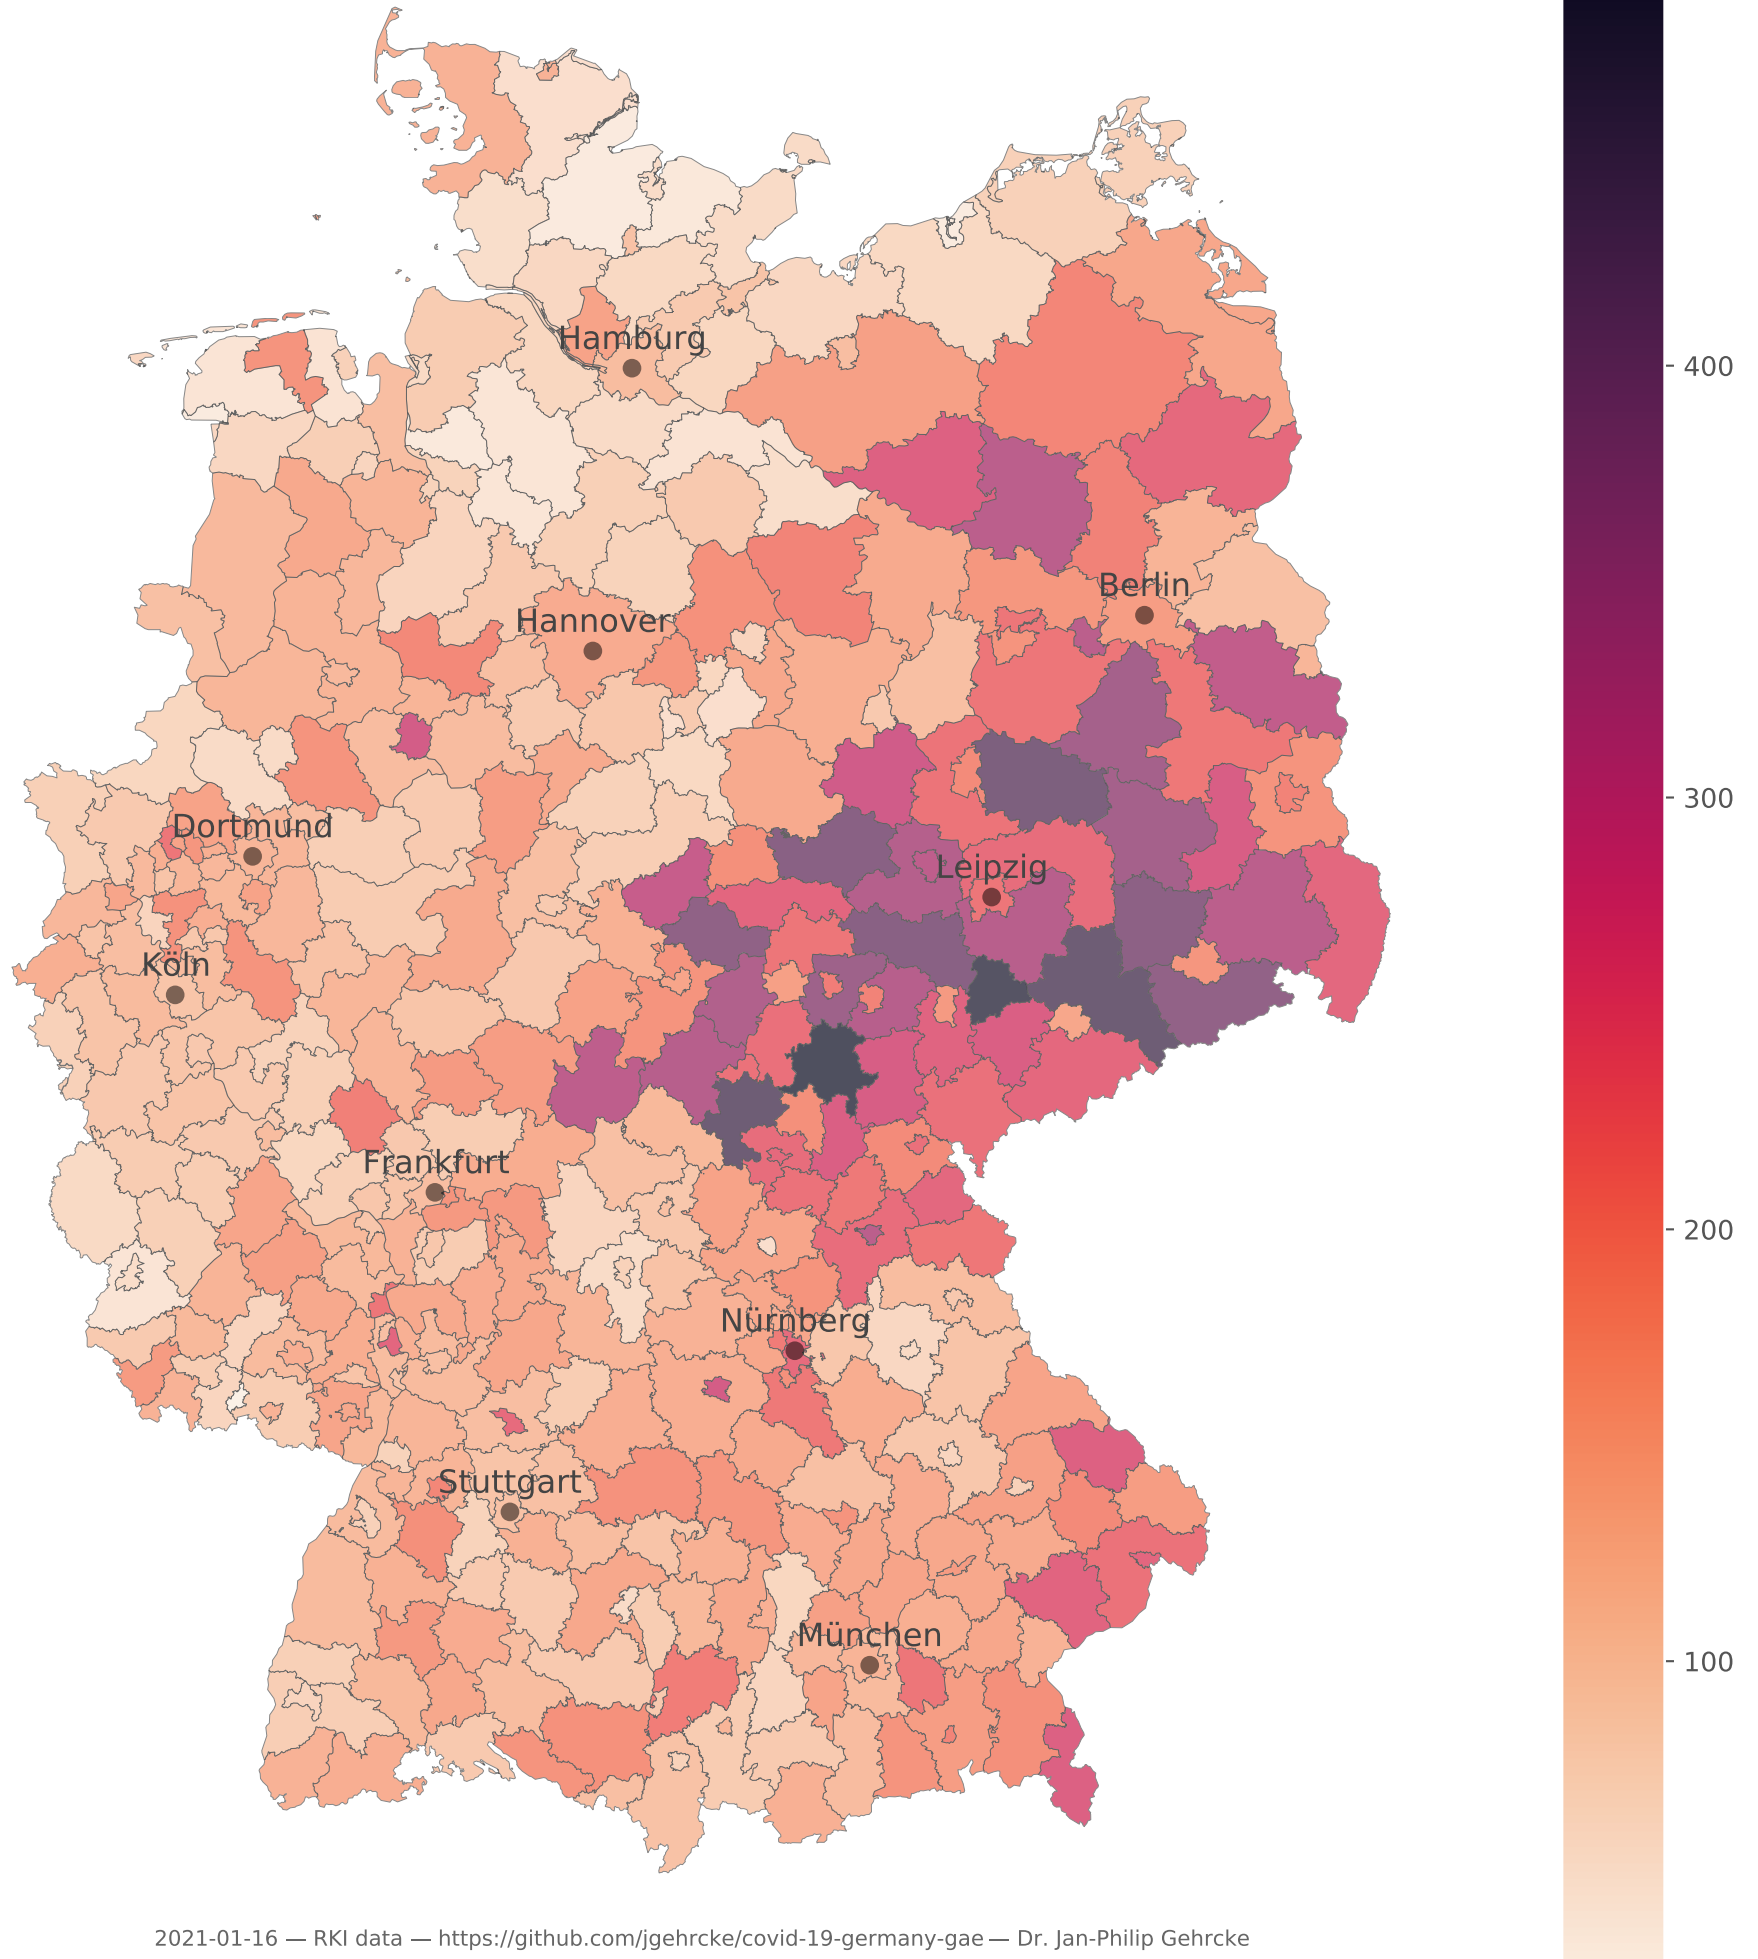 Hamburg
400
Berlin
Hannover
300
Dortmund
Leipzig
Köln
Frankfurt
200
Nürnberg
Stuttgart
München
100
2021-01-16 — RKI data — https://github.com/jgehrcke/covid-19-germany-gae — Dr. Jan-Philip Gehrcke